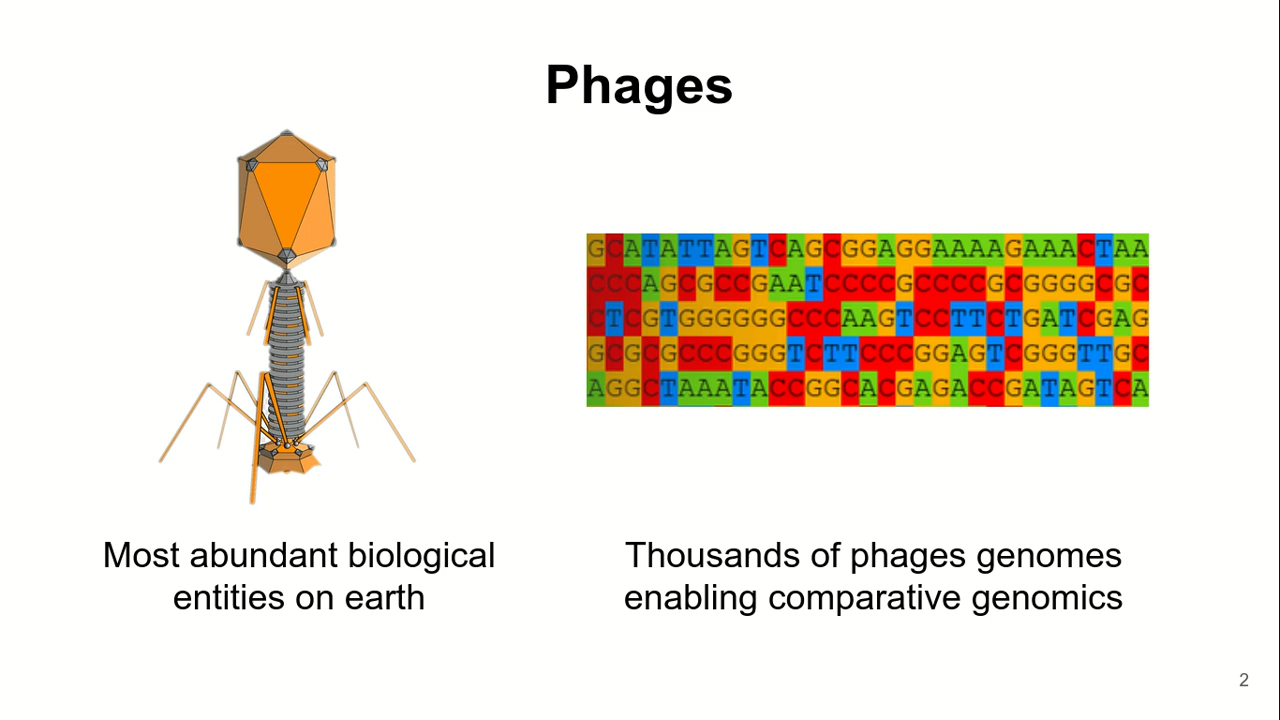 Phages
GCATATTAGTCAGCGGAGGAAAAGAAACTAA
CCCAGCGCCGAATCCCCGCCCCGCGGGGCGC
CTCGTGGGGGGCCCAAGTCCTTCTGATCGAG
GCGCGCCCGGGTCTTCCCGGAGTCGGGTTGC
AGGCTAAATACCGGCACGAGACCGATAGTCA
Most abundant biological
entities on earth
Thousands of phages genomes
enabling comparative genomics
2